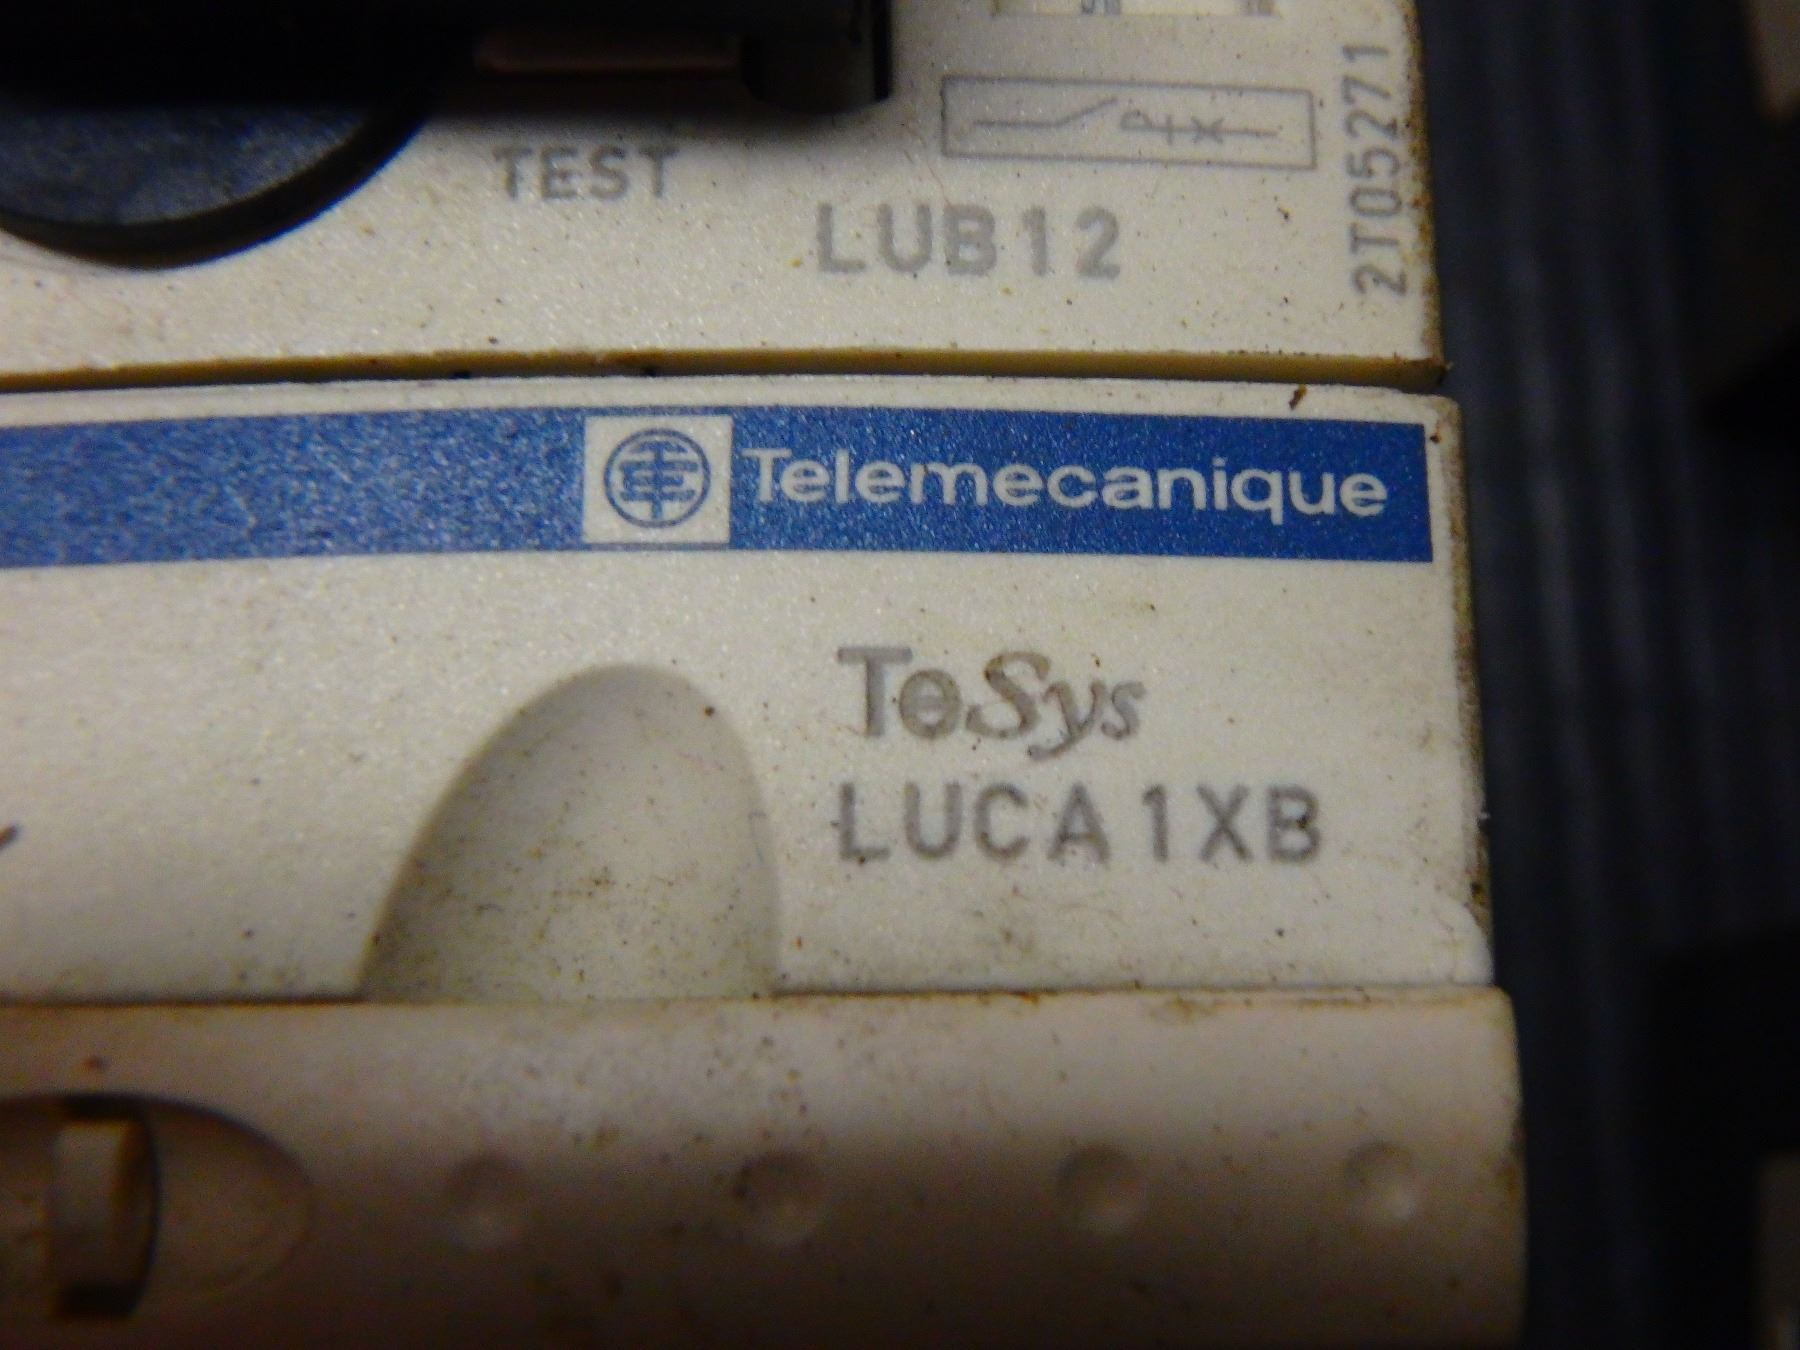 TEST
LUB12
2T05271
Telemecanique
TeSys
LUCA1XB